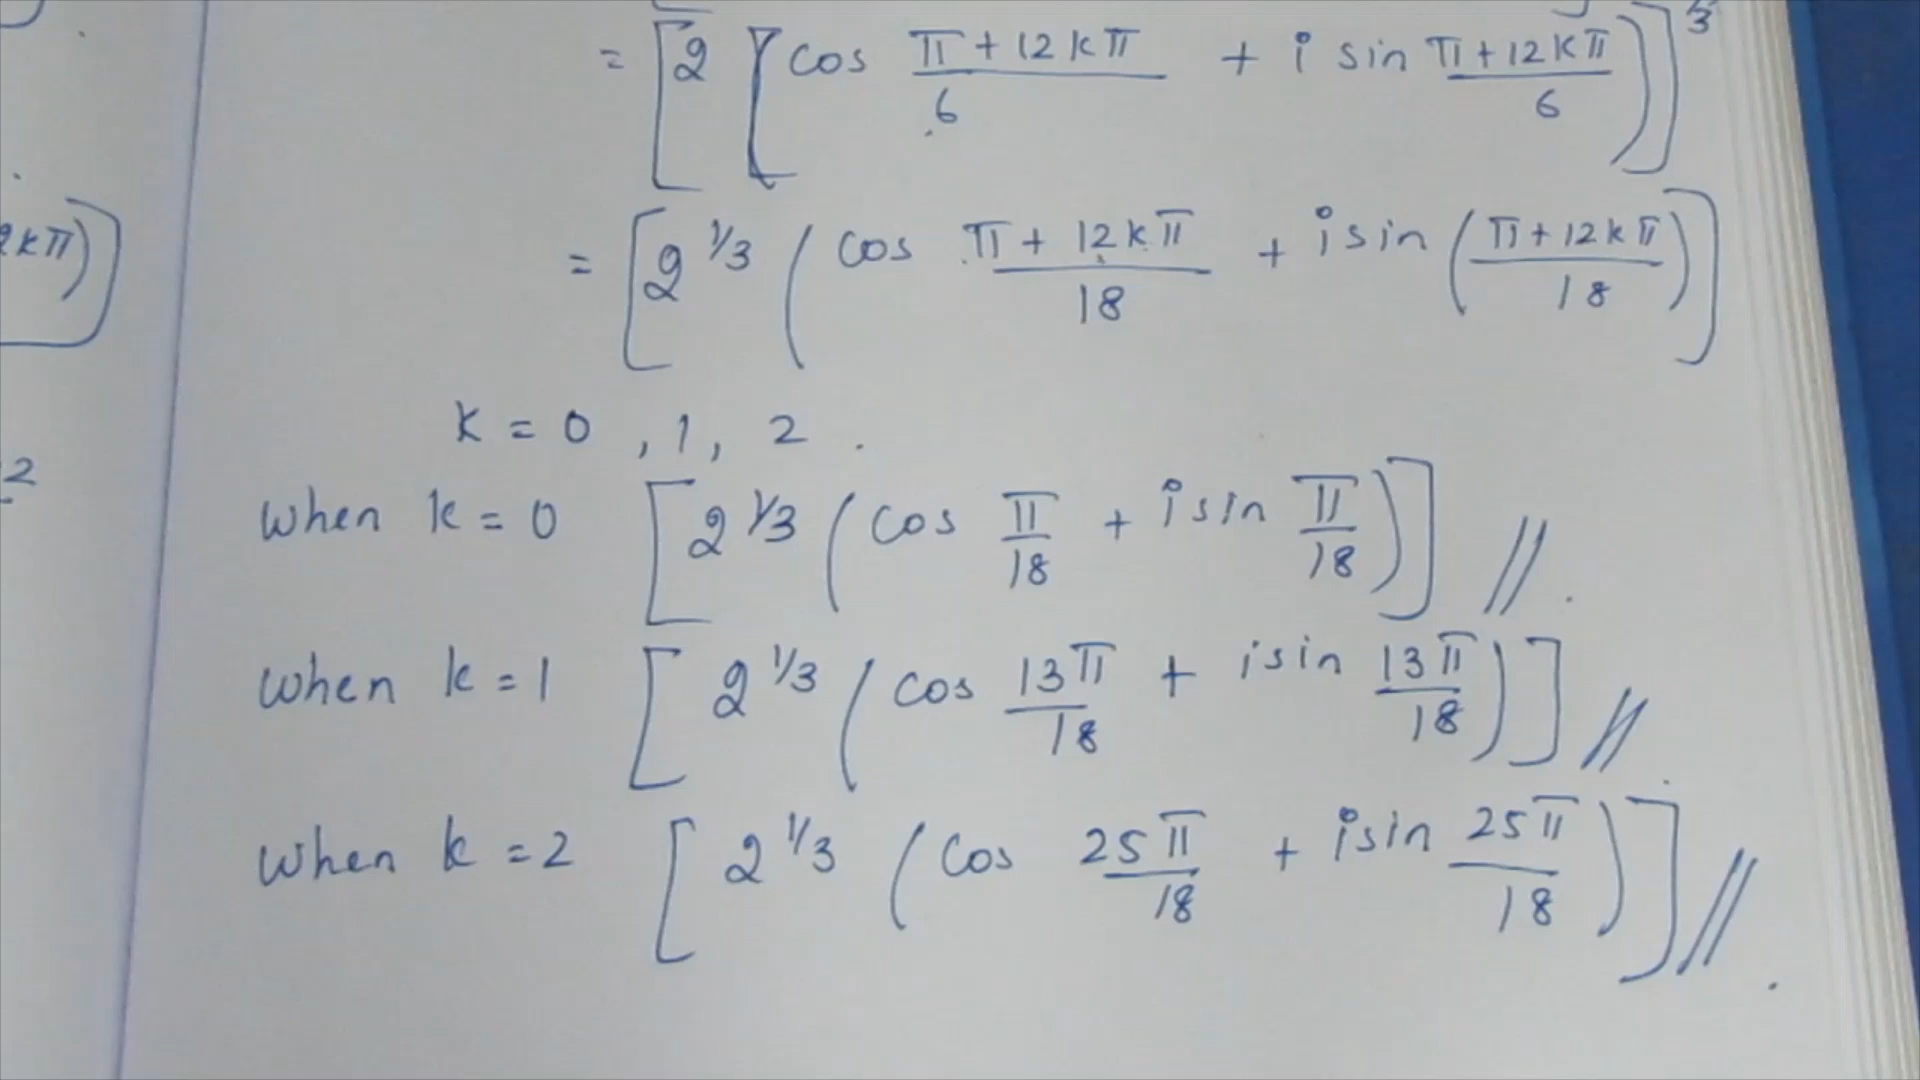 = [2 [cos π+12kπ/6 + i sin π+12kπ/6)]^1/3
= [2^1/3 (cos π+12kπ/18 + i sin (π+12kπ/18)]
2kπ)]
k = 0, 1, 2.
2
when k=0 [2^1/3 (cos π/18 + i sin π/18)] //.
when k=1 [2^1/3 (cos 13π/18 + i sin 13π/18)] //.
when k=2 [2^1/3 (cos 25π/18 + i sin 25π/18)] //.